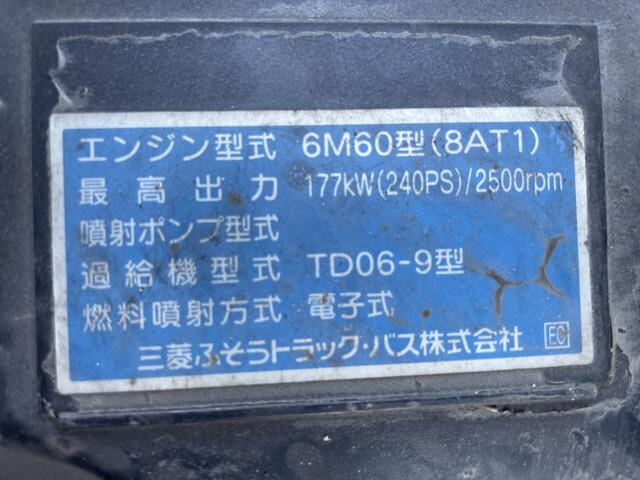 エンジン型式 6M60型(8AT1)
最高出力 177kW(240PS)/2500rpm
噴射ポンプ型式
過給機型式 TD06-9型
燃料噴射方式 電子式
三菱ふそうトラック・バス株式会社 EC